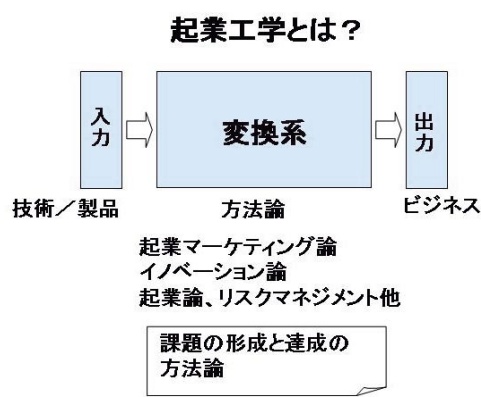 起業工学とは？
入力
変換系
出力
技術／製品
方法論
ビジネス
起業マーケティング論
イノベーション論
起業論、リスクマネジメント他
課題の形成と達成の
方法論